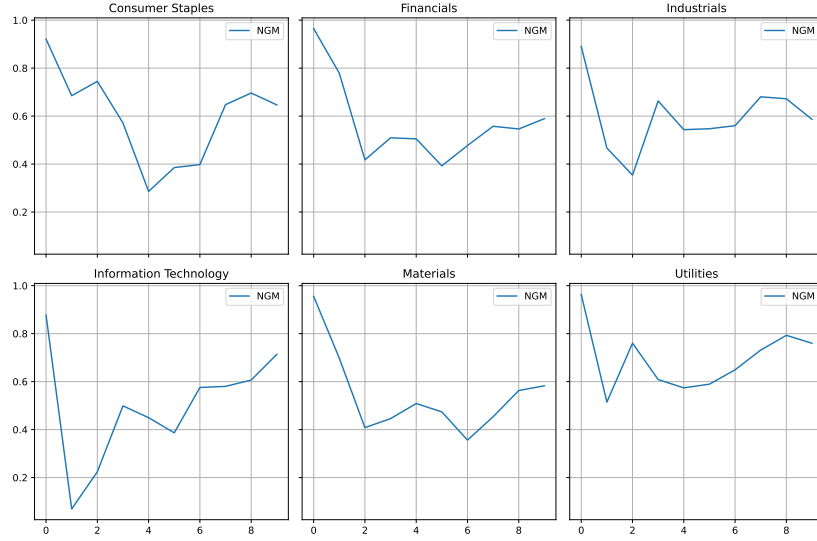 Consumer Staples
Financials
Industrials
1.0
0.8
0.6
0.4
0.2
NGM
NGM
NGM
Information Technology
Materials
Utilities
1.0
0.8
0.6
0.4
0.2
NGM
NGM
NGM
0 2 4 6 8
0 2 4 6 8
0 2 4 6 8